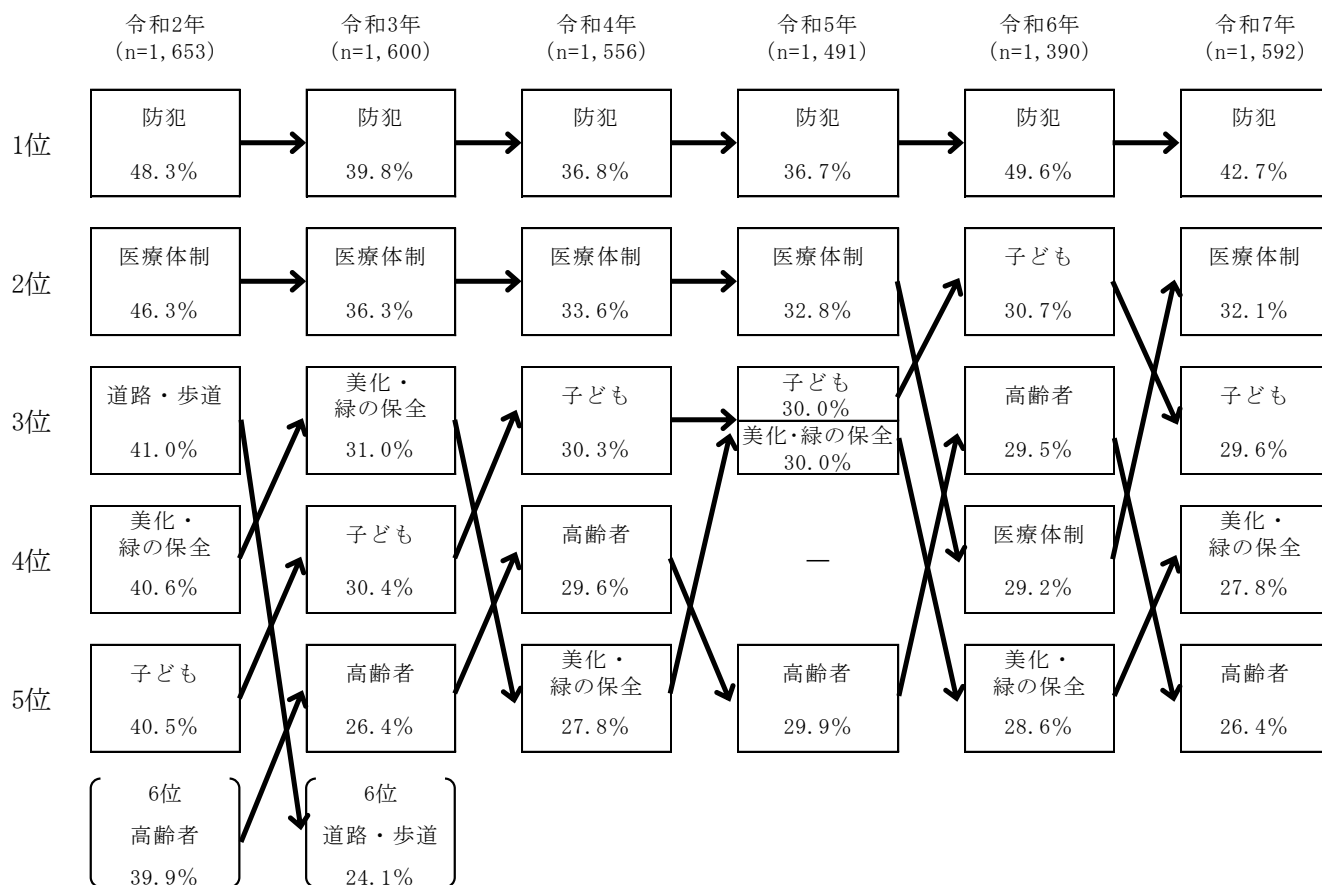 令和2年 令和3年 令和4年 令和5年 令和6年 令和7年
(n=1,653) (n=1,600) (n=1,556) (n=1,491) (n=1,390) (n=1,592)
1位
防犯 防犯 防犯 防犯 防犯 防犯
48.3% 39.8% 36.8% 36.7% 49.6% 42.7%
2位
医療体制 医療体制 医療体制 医療体制 子ども 医療体制
46.3% 36.3% 33.6% 32.8% 30.7% 32.1%
3位
道路・歩道
41.0%
美化・
緑の保全
31.0%
子ども
30.3%
子ども
30.0%
美化・緑の保全
30.0%
高齢者
29.5%
子ども
29.6%
4位
美化・
緑の保全
40.6%
子ども
30.4%
高齢者
29.6%
―
医療体制
29.2%
美化・
緑の保全
27.8%
5位
子ども
40.5%
高齢者
26.4%
美化・
緑の保全
27.8%
高齢者
29.9%
美化・
緑の保全
28.6%
高齢者
26.4%
6位
高齢者
39.9%
6位
道路・歩道
24.1%